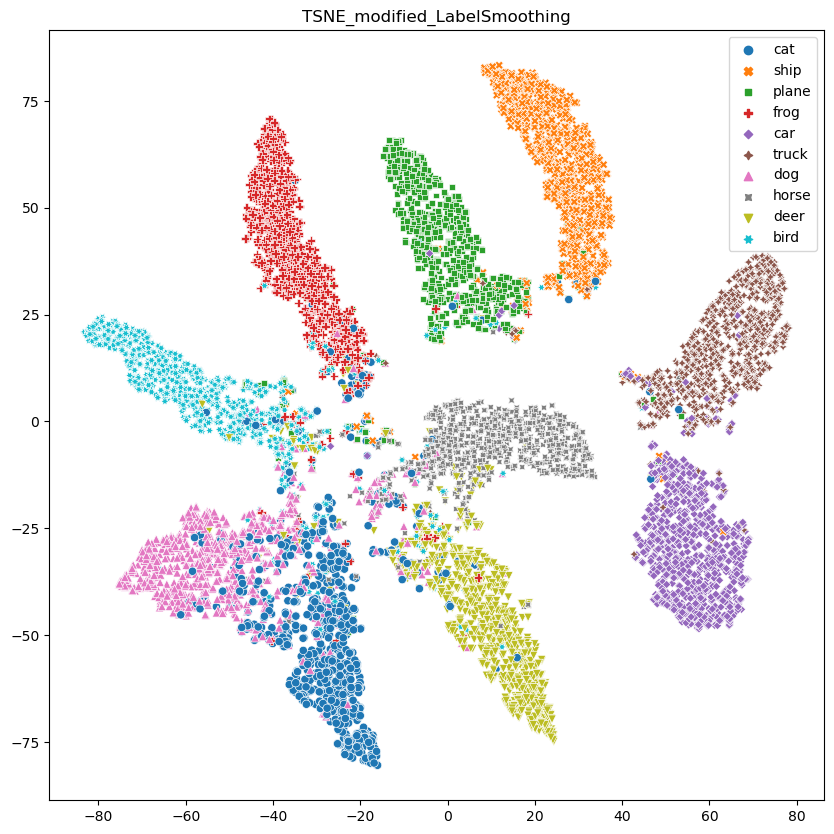 TSNE_modified_LabelSmoothing
cat
ship
plane
frog
car
truck
dog
horse
deer
bird
75
50
25
0
−25
−50
−75
−80 −60 −40 −20 0 20 40 60 80